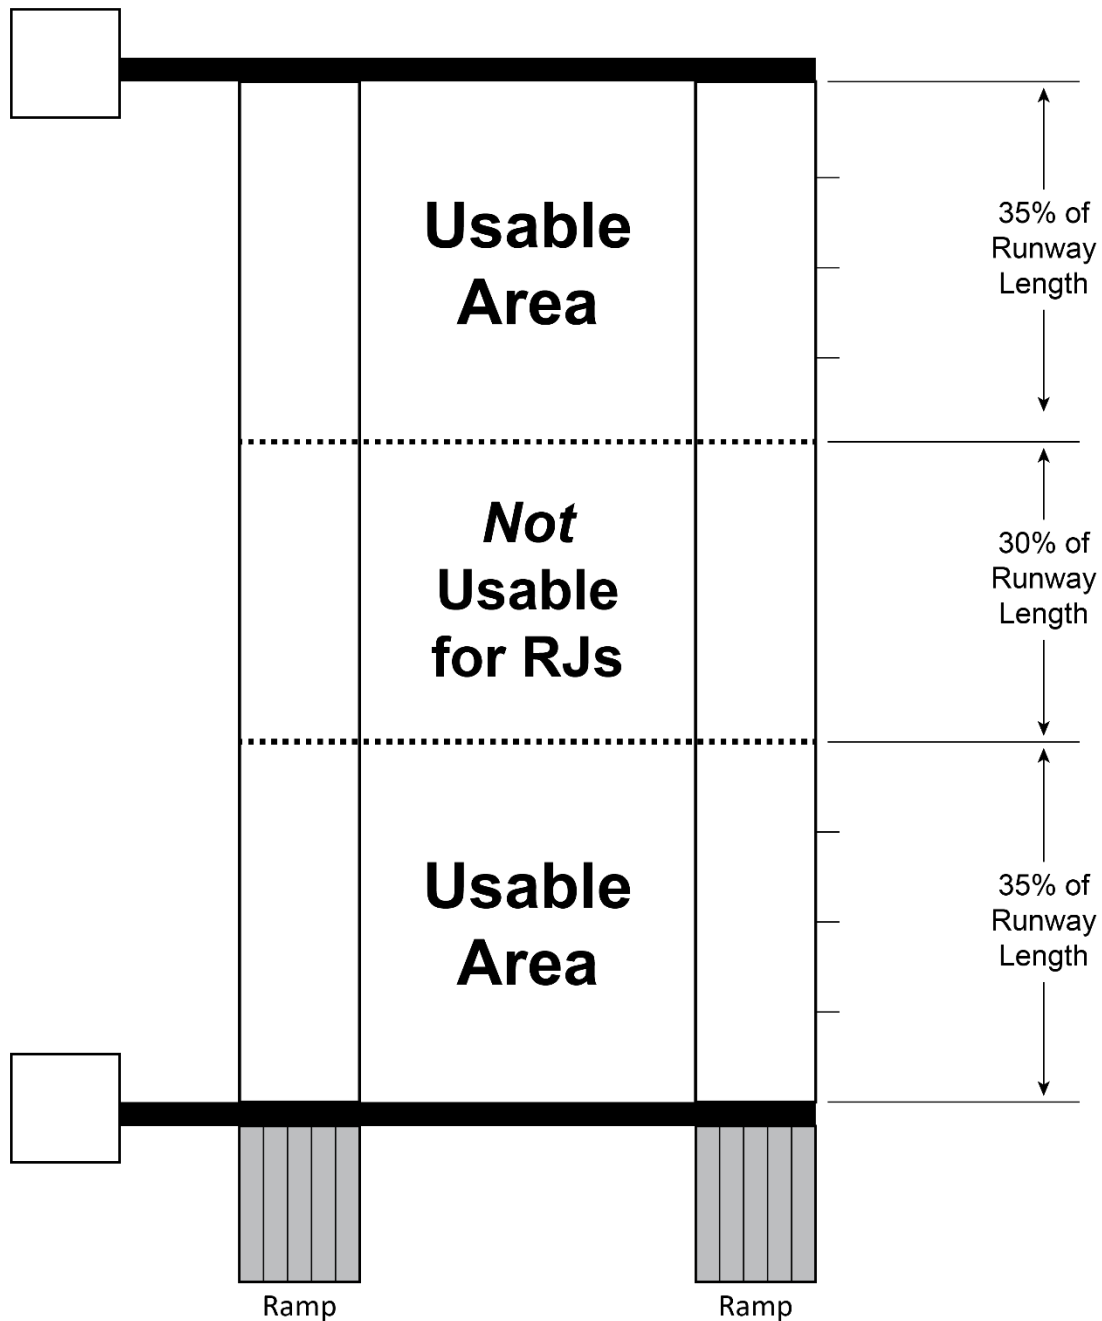 Usable
Area
35% of
Runway
Length
Not
Usable
for RJs
30% of
Runway
Length
Usable
Area
35% of
Runway
Length
Ramp
Ramp